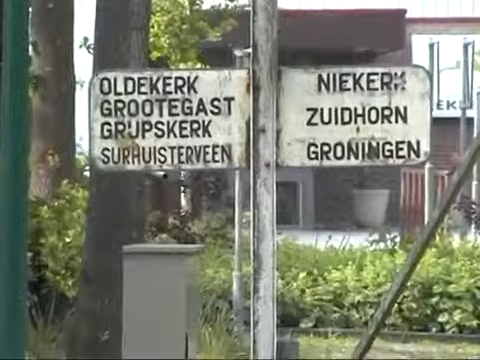 OLDEKERK
GROOTEGAST
GRIJPSKERK
SURHUISTERVEEN
NIEKERK
ZUIDHORN
GRONINGEN